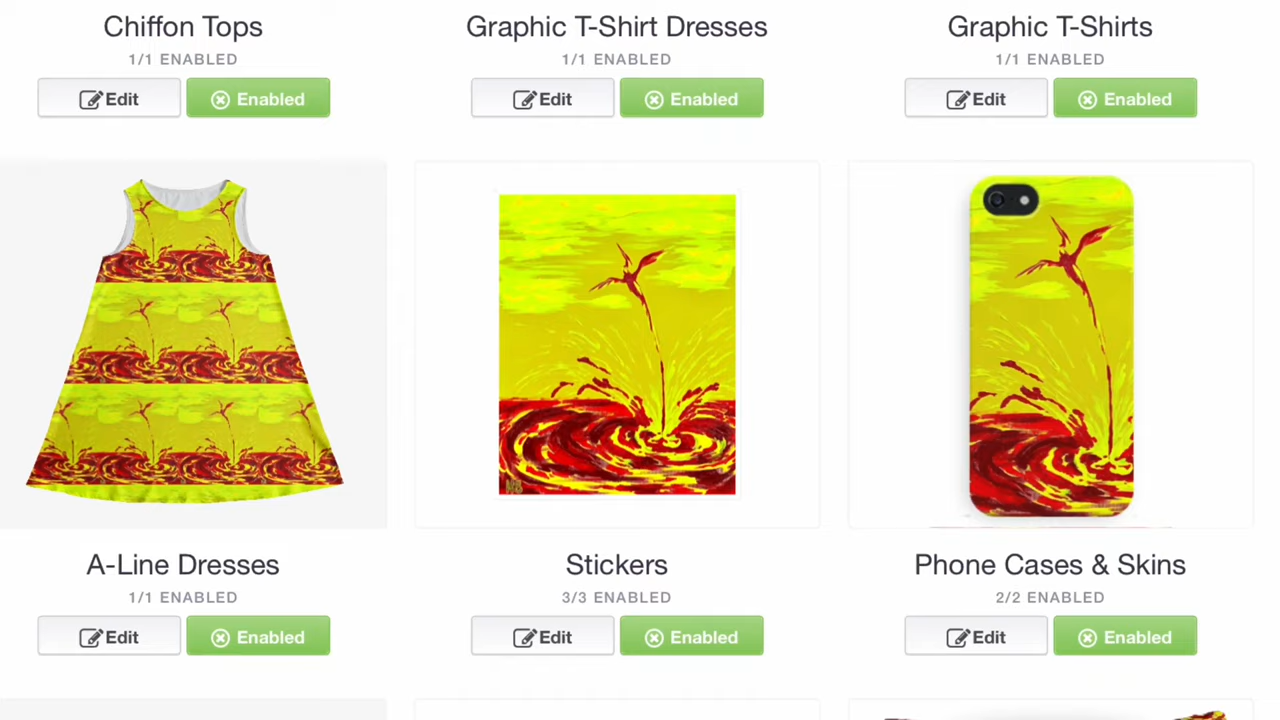 Chiffon Tops
1/1 ENABLED
Edit
Enabled
Graphic T-Shirt Dresses
1/1 ENABLED
Edit
Enabled
Graphic T-Shirts
1/1 ENABLED
Edit
Enabled
A-Line Dresses
1/1 ENABLED
Edit
Enabled
Stickers
3/3 ENABLED
Edit
Enabled
Phone Cases & Skins
2/2 ENABLED
Edit
Enabled